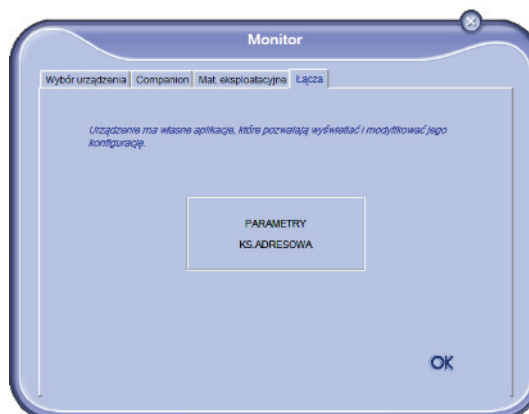 Monitor
Wybór urządzenia Companion Mat. eksploatacyjne Łącza
Urządzenie ma własne aplikacje, które pozwalają wyświetlać i modyfikować jego
konfigurację.
PARAMETRY
KS.ADRESOWA
OK